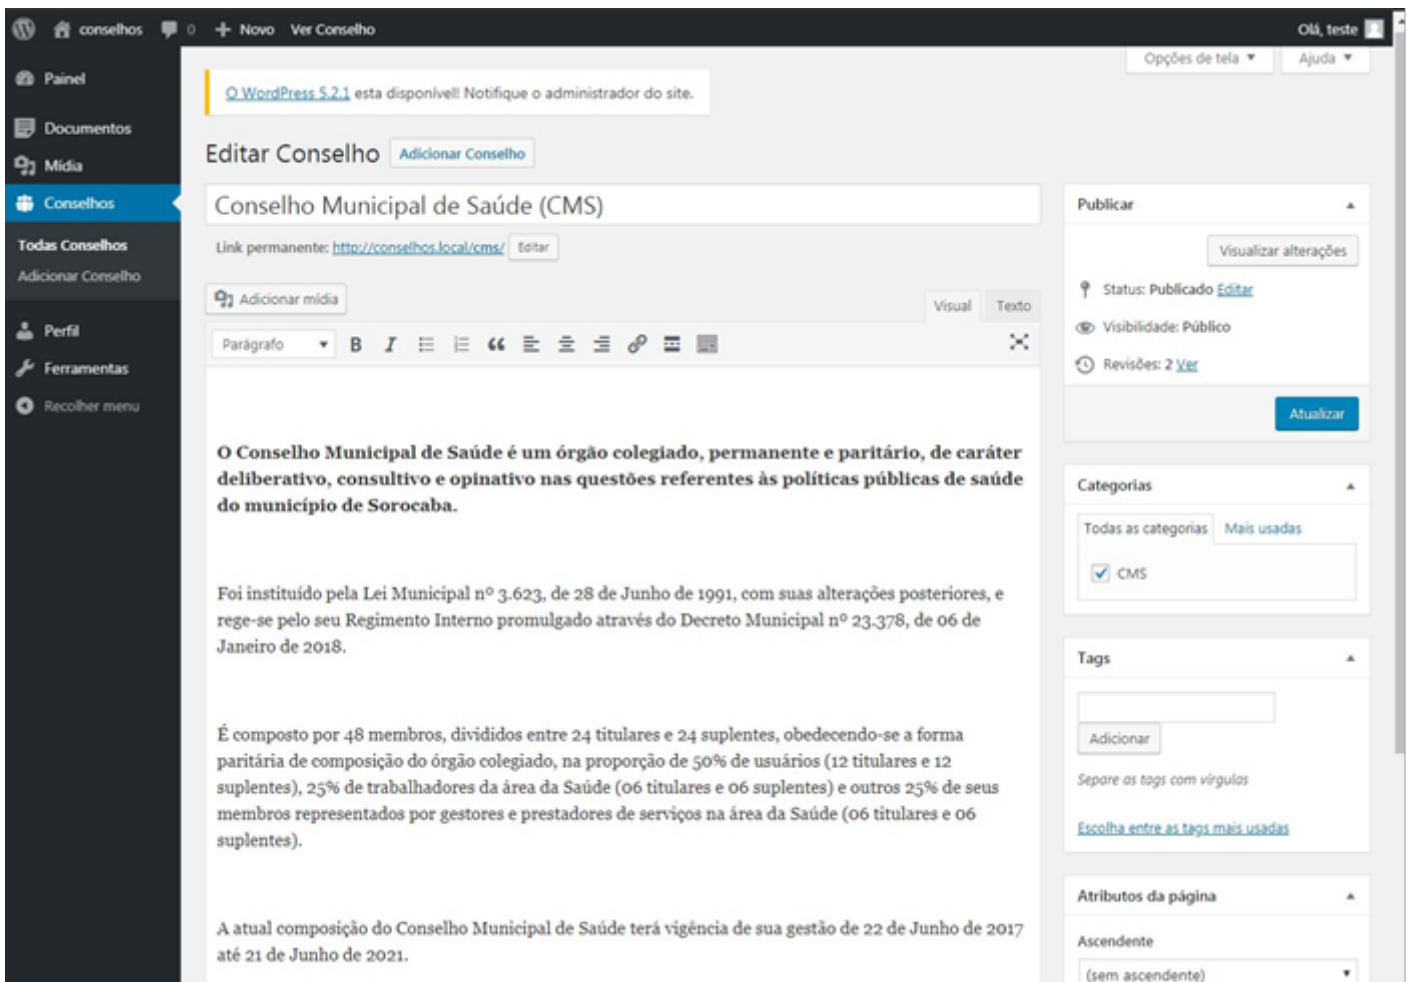 conselhos 0 + Novo Ver Conselho Olá, teste
Opções de tela Ajuda
Painel
Documentos
Mídia
Conselhos
Todas Conselhos
Adicionar Conselho
Perfil
Ferramentas
Recolher menu
O WordPress 5.2.1 esta disponível! Notifique o administrador do site.
Editar Conselho Adicionar Conselho
Conselho Municipal de Saúde (CMS)
Link permanente: http://conselhos.local/cms/ Editar
Adicionar mídia
Visual Texto
Parágrafo B I
O Conselho Municipal de Saúde é um órgão colegiado, permanente e paritário, de caráter
deliberativo, consultivo e opinativo nas questões referentes às políticas públicas de saúde
do município de Sorocaba.
Foi instituído pela Lei Municipal nº 3.623, de 28 de Junho de 1991, com suas alterações posteriores, e
rege-se pelo seu Regimento Interno promulgado através do Decreto Municipal nº 23.378, de 06 de
Janeiro de 2018.
É composto por 48 membros, divididos entre 24 titulares e 24 suplentes, obedecendo-se a forma
paritária de composição do órgão colegiado, na proporção de 50% de usuários (12 titulares e 12
suplentes), 25% de trabalhadores da área da Saúde (06 titulares e 06 suplentes) e outros 25% de seus
membros representados por gestores e prestadores de serviços na área da Saúde (06 titulares e 06
suplentes).
A atual composição do Conselho Municipal de Saúde terá vigência de sua gestão de 22 de Junho de 2017
até 21 de Junho de 2021.
Publicar
Visualizar alterações
Status: Publicado Editar
Visibilidade: Público
Revisões: 2 Ver
Atualizar
Categorias
Todas as categorias Mais usadas
CMS
Tags
Adicionar
Separe as tags com vírgulas
Escolha entre as tags mais usadas
Atributos da página
Ascendente
(sem ascendente)